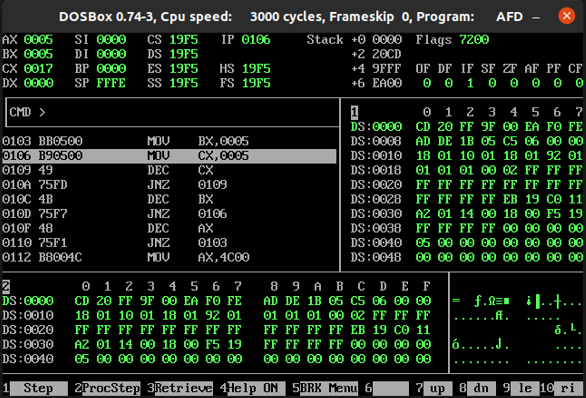 DOSBox 0.74-3, Cpu speed: 3000 cycles, Frameskip 0, Program: AFD
AX 0005 SI 0000 CS 19F5 IP 0106 Stack +0 0000 Flags 7200
BX 0005 DI 0000 DS 19F5 +2 20CD
CX 0017 BP 0000 ES 19F5 HS 19F5 +4 9FFF OF DF IF SF ZF AF PF CF
DX 0000 SP FFFE SS 19F5 FS 19F5 +6 EA00 0 0 1 0 0 0 0 0
CMD >
0103 BB0500 MOV BX,0005
0106 B90500 MOV CX,0005
0109 49 DEC CX
010A 75FD JNZ 0109
010C 4B DEC BX
010D 75F7 JNZ 0106
010F 48 DEC AX
0110 75F1 JNZ 0103
0112 B8004C MOV AX,4C00
1 0 1 2 3 4 5 6 7
DS:0000 CD 20 FF 9F 00 EA F0 FE
DS:0008 AD DE 1B 05 C5 06 00 00
DS:0010 18 01 10 01 18 01 92 01
DS:0018 01 01 01 00 02 FF FF FF
DS:0020 FF FF FF FF FF FF FF FF
DS:0028 FF FF FF FF EB 19 C0 11
DS:0030 A2 01 14 00 18 00 F5 19
DS:0038 FF FF FF FF 00 00 00 00
DS:0040 05 00 00 00 00 00 00 00
DS:0048 00 00 00 00 00 00 00 00
2 0 1 2 3 4 5 6 7 8 9 A B C D E F
DS:0000 CD 20 FF 9F 00 EA F0 FE AD DE 1B 05 C5 06 00 00 ═ ƒ.Ω≡■ ¡▐..┼...
DS:0010 18 01 10 01 18 01 92 01 01 01 01 00 02 FF FF FF ......Æ. .....
DS:0020 FF FF FF FF FF FF FF FF FF FF FF FF EB 19 C0 11 δ.└.
DS:0030 A2 01 14 00 18 00 F5 19 FF FF FF FF 00 00 00 00 ó.....⌡. ....
DS:0040 05 00 00 00 00 00 00 00 00 00 00 00 00 00 00 00 ........ ........
1 Step 2 ProcStep 3 Retrieve 4 Help ON 5 BRK Menu 6 7 up 8 dn 9 le 10 ri